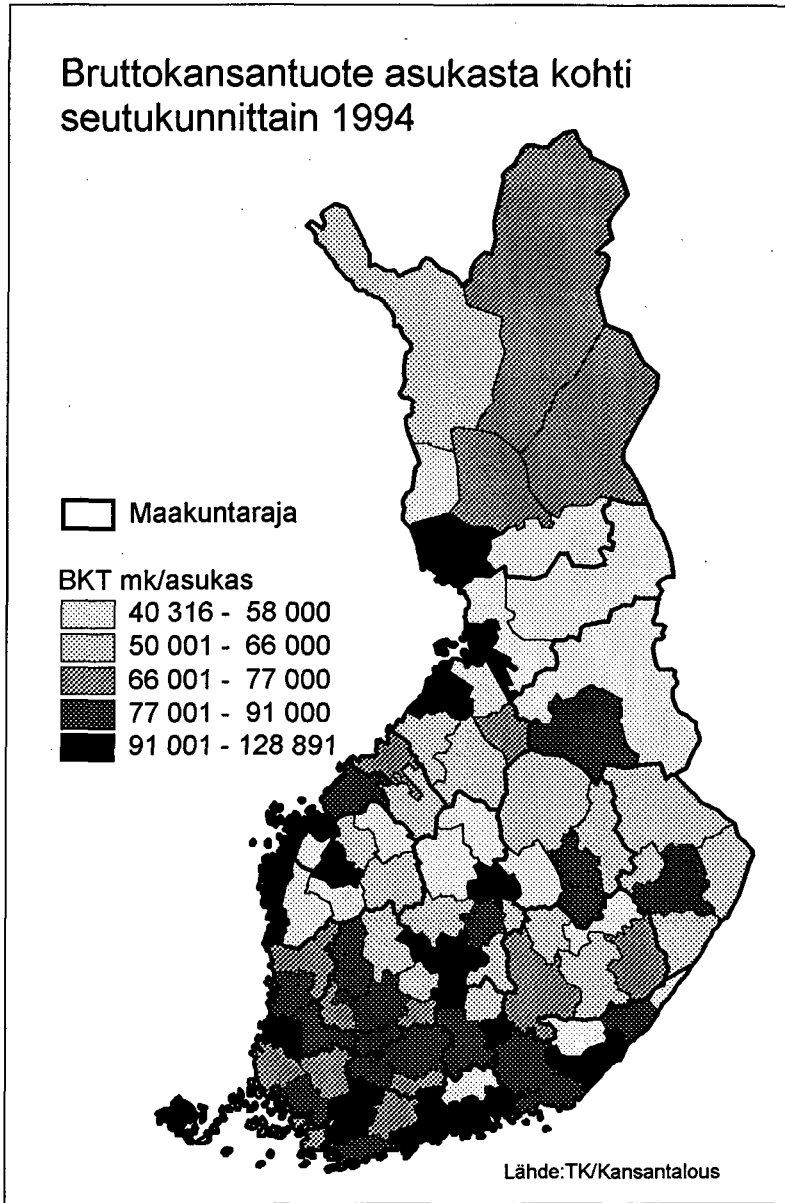 Bruttokansantuote asukasta kohti
seutukunnittain 1994
Maakuntaraja
BKT mk/asukas
40 316 - 58 000
50 001 - 66 000
66 001 - 77 000
77 001 - 91 000
91 001 - 128 891
Lähde:TK/Kansantalous